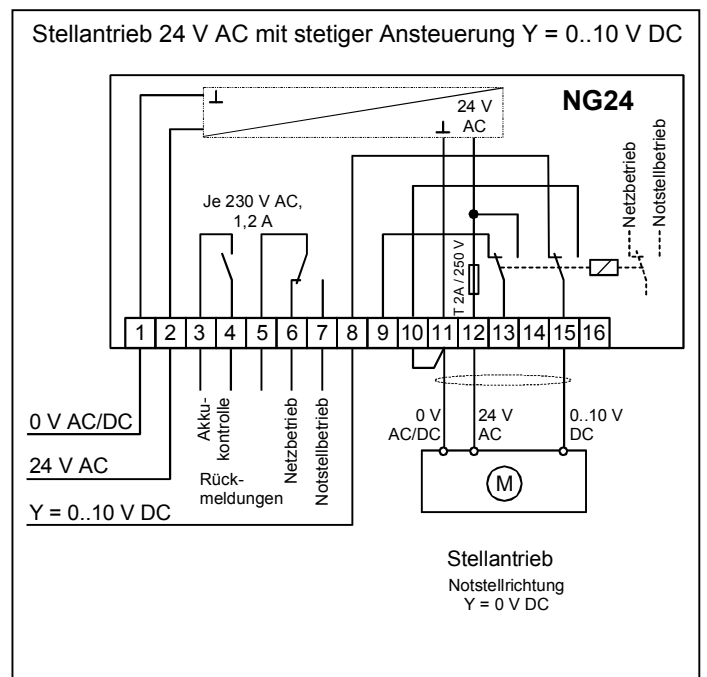 Stellantrieb 24 V AC mit stetiger Ansteuerung Y = 0..10 V DC
NG24
24 V
AC
Netzbetrieb
Notstellbetrieb
Je 230 V AC,
1,2 A
T 2A / 250 V
1 2 3 4 5 6 7 8 9 10 11 12 13 14 15 16
0 V AC/DC
24 V AC
Y = 0..10 V DC
Akku-
kontrolle
Rück-
meldungen
Netzbetrieb
Notstellbetrieb
0 V
AC/DC
24 V
AC
0..10 V
DC
M
Stellantrieb
Notstellrichtung
Y = 0 V DC